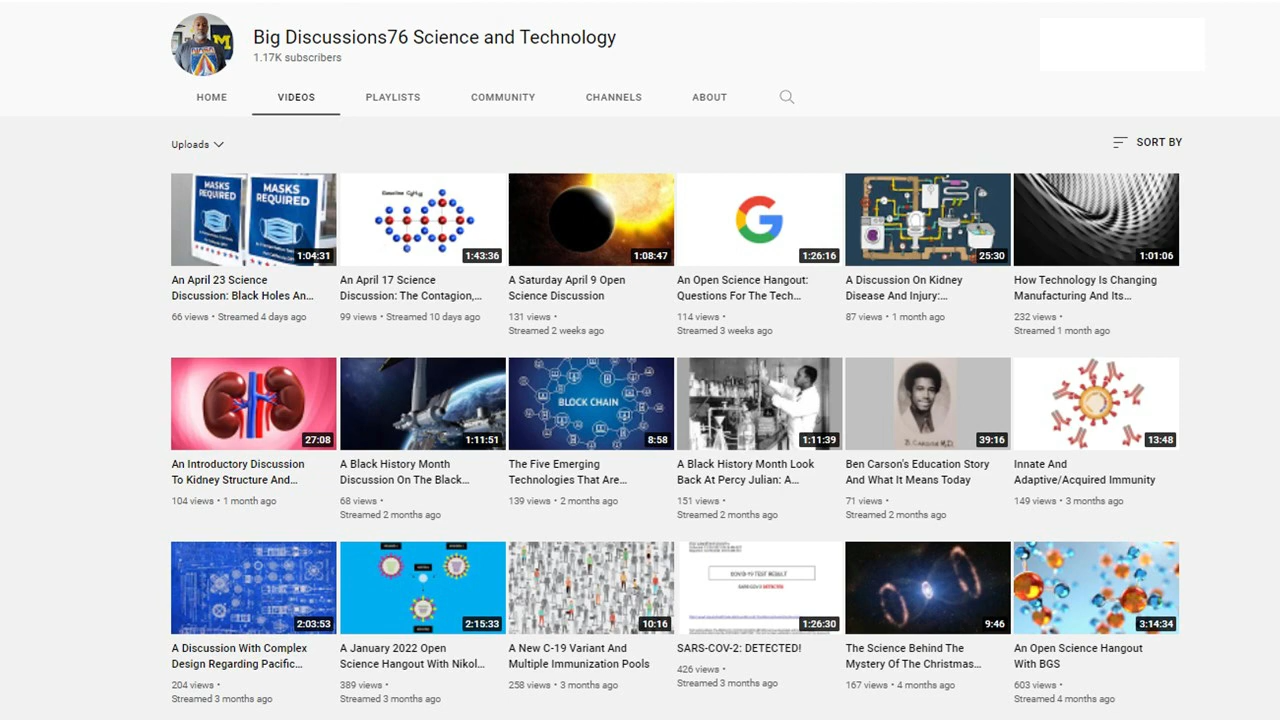 Big Discussions76 Science and Technology
1.17K subscribers
HOME VIDEOS PLAYLISTS COMMUNITY CHANNELS ABOUT
Uploads SORT BY
MASKS REQUIRED
MASKS REQUIRED
Gasoline
G
BLOCK CHAIN
B. CARSON M.D.
COVID-19 TEST RESULT
SARS-COV-2 DETECTED
1:04:31 1:43:36 1:08:47 1:26:16 25:30 1:01:06
An April 23 Science Discussion: Black Holes An...
66 views • Streamed 4 days ago
An April 17 Science Discussion: The Contagion,...
99 views • Streamed 10 days ago
A Saturday April 9 Open Science Discussion
131 views •
Streamed 2 weeks ago
An Open Science Hangout: Questions For The Tech...
114 views •
Streamed 3 weeks ago
A Discussion On Kidney Disease And Injury:...
87 views • 1 month ago
How Technology Is Changing Manufacturing And Its...
232 views •
Streamed 1 month ago
27:08 1:11:51 8:58 1:11:39 39:16 13:48
An Introductory Discussion To Kidney Structure And...
104 views • 1 month ago
A Black History Month Discussion On The Black...
68 views •
Streamed 2 months ago
The Five Emerging Technologies That Are...
139 views • 2 months ago
A Black History Month Look Back At Percy Julian: A...
151 views •
Streamed 2 months ago
Ben Carson's Education Story And What It Means Today
71 views •
Streamed 2 months ago
Innate And Adaptive/Acquired Immunity
149 views • 3 months ago
2:03:53 2:15:33 10:16 1:26:30 9:46 3:14:34
A Discussion With Complex Design Regarding Pacific...
204 views •
Streamed 3 months ago
A January 2022 Open Science Hangout With Nikol...
389 views •
Streamed 3 months ago
A New C-19 Variant And Multiple Immunization Pools
258 views • 3 months ago
SARS-COV-2: DETECTED!
426 views •
Streamed 3 months ago
The Science Behind The Mystery Of The Christmas...
167 views • 4 months ago
An Open Science Hangout With BGS
603 views •
Streamed 4 months ago